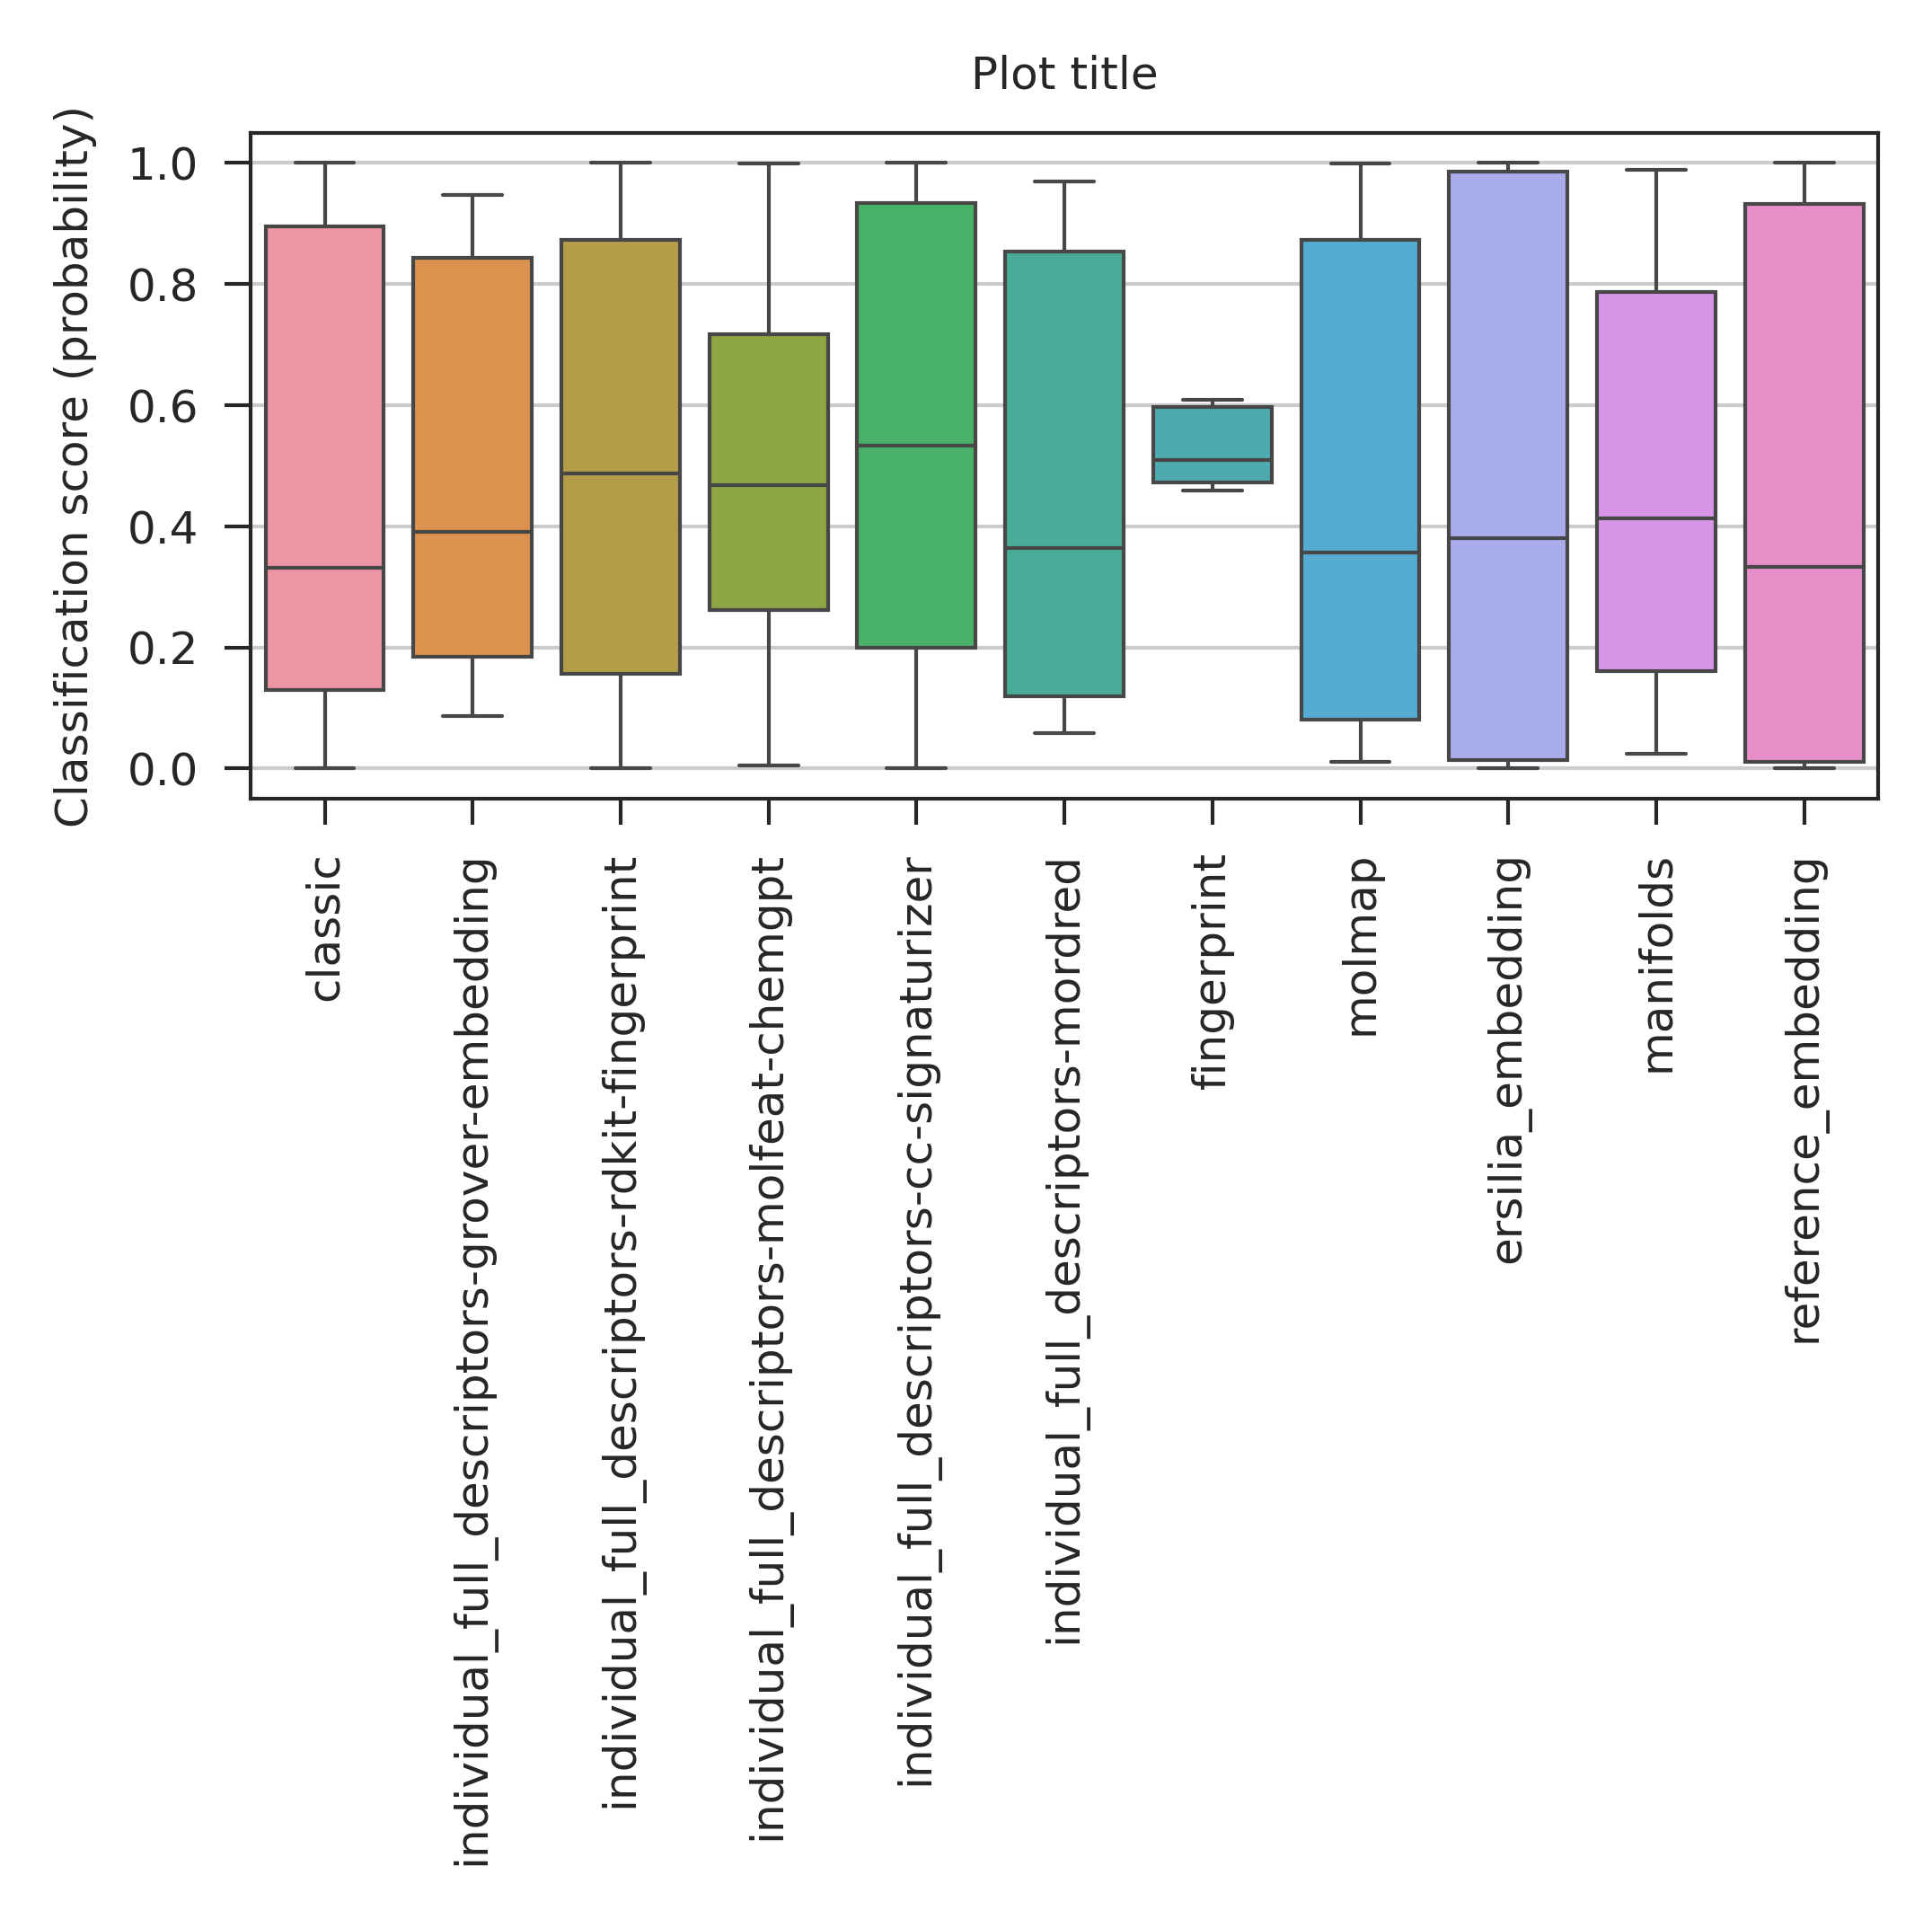 Plot title
Classification score (probability)
1.0
0.8
0.6
0.4
0.2
0.0
classic
individual_full_descriptors-grover-embedding
individual_full_descriptors-rdkit-fingerprint
individual_full_descriptors-molfeat-chemgpt
individual_full_descriptors-cc-signaturizer
individual_full_descriptors-mordred
fingerprint
molmap
ersilia_embedding
manifolds
reference_embedding